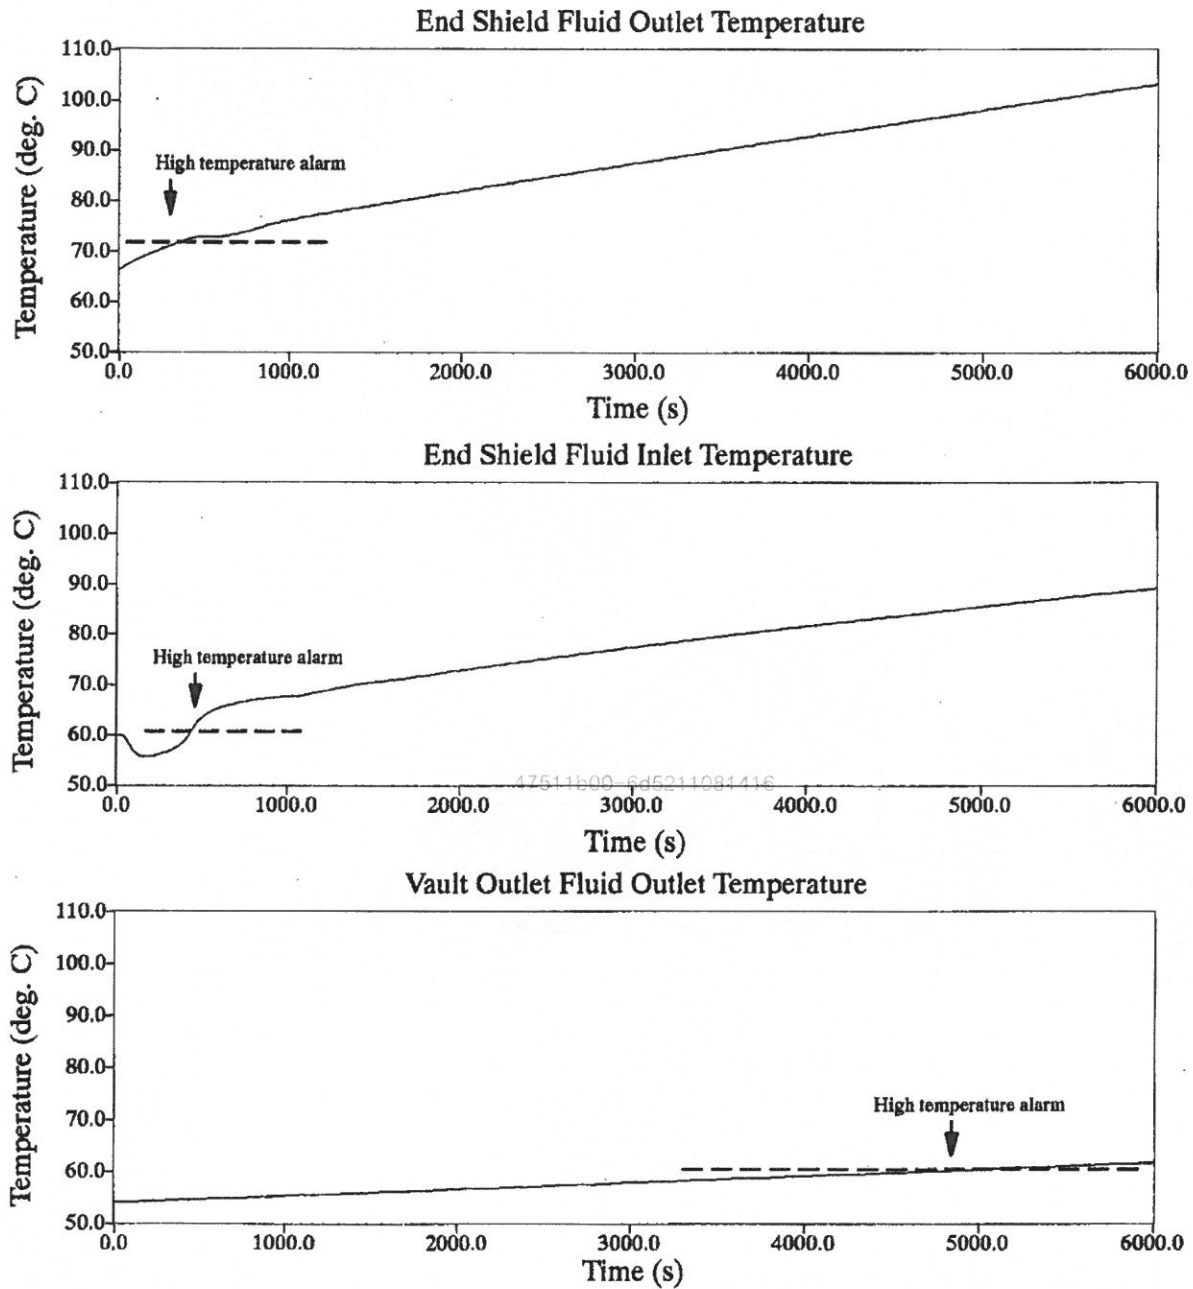 End Shield Fluid Outlet Temperature
110.0
100.0
90.0
80.0
70.0
60.0
50.0
Temperature (deg. C)
High temperature alarm
0.0 1000.0 2000.0 3000.0 4000.0 5000.0 6000.0
Time (s)
End Shield Fluid Inlet Temperature
110.0
100.0
90.0
80.0
70.0
60.0
50.0
Temperature (deg. C)
High temperature alarm
47511b00-6d5211081416
0.0 1000.0 2000.0 3000.0 4000.0 5000.0 6000.0
Time (s)
Vault Outlet Fluid Outlet Temperature
110.0
100.0
90.0
80.0
70.0
60.0
50.0
Temperature (deg. C)
High temperature alarm
0.0 1000.0 2000.0 3000.0 4000.0 5000.0 6000.0
Time (s)